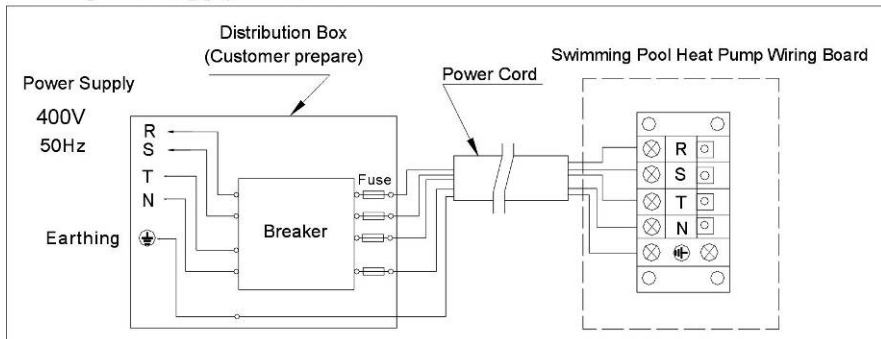 Distribution Box
(Customer prepare)
Swimming Pool Heat Pump Wiring Board
Power Cord
Power Supply
400V
50Hz
R
S
T
N
Earthing
Fuse
Breaker
R
S
T
N